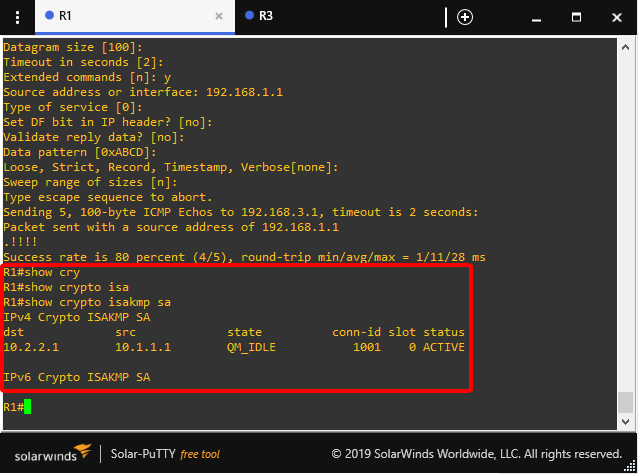 R1
R3
Datagram size [100]:
Timeout in seconds [2]:
Extended commands [n]: y
Source address or interface: 192.168.1.1
Type of service [0]:
Set DF bit in IP header? [no]:
Validate reply data? [no]:
Data pattern [0xABCD]:
Loose, Strict, Record, Timestamp, Verbose[none]:
Sweep range of sizes [n]:
Type escape sequence to abort.
Sending 5, 100-byte ICMP Echos to 192.168.3.1, timeout is 2 seconds:
Packet sent with a source address of 192.168.1.1
.!!!!
Success rate is 80 percent (4/5), round-trip min/avg/max = 1/11/28 ms
R1#show cry
R1#show crypto isa
R1#show crypto isakmp sa
IPv4 Crypto ISAKMP SA
dst src state conn-id slot status
10.2.2.1 10.1.1.1 QM_IDLE 1001 0 ACTIVE
IPv6 Crypto ISAKMP SA
R1#
solarwinds Solar-PuTTY free tool © 2019 SolarWinds Worldwide, LLC. All rights reserved.